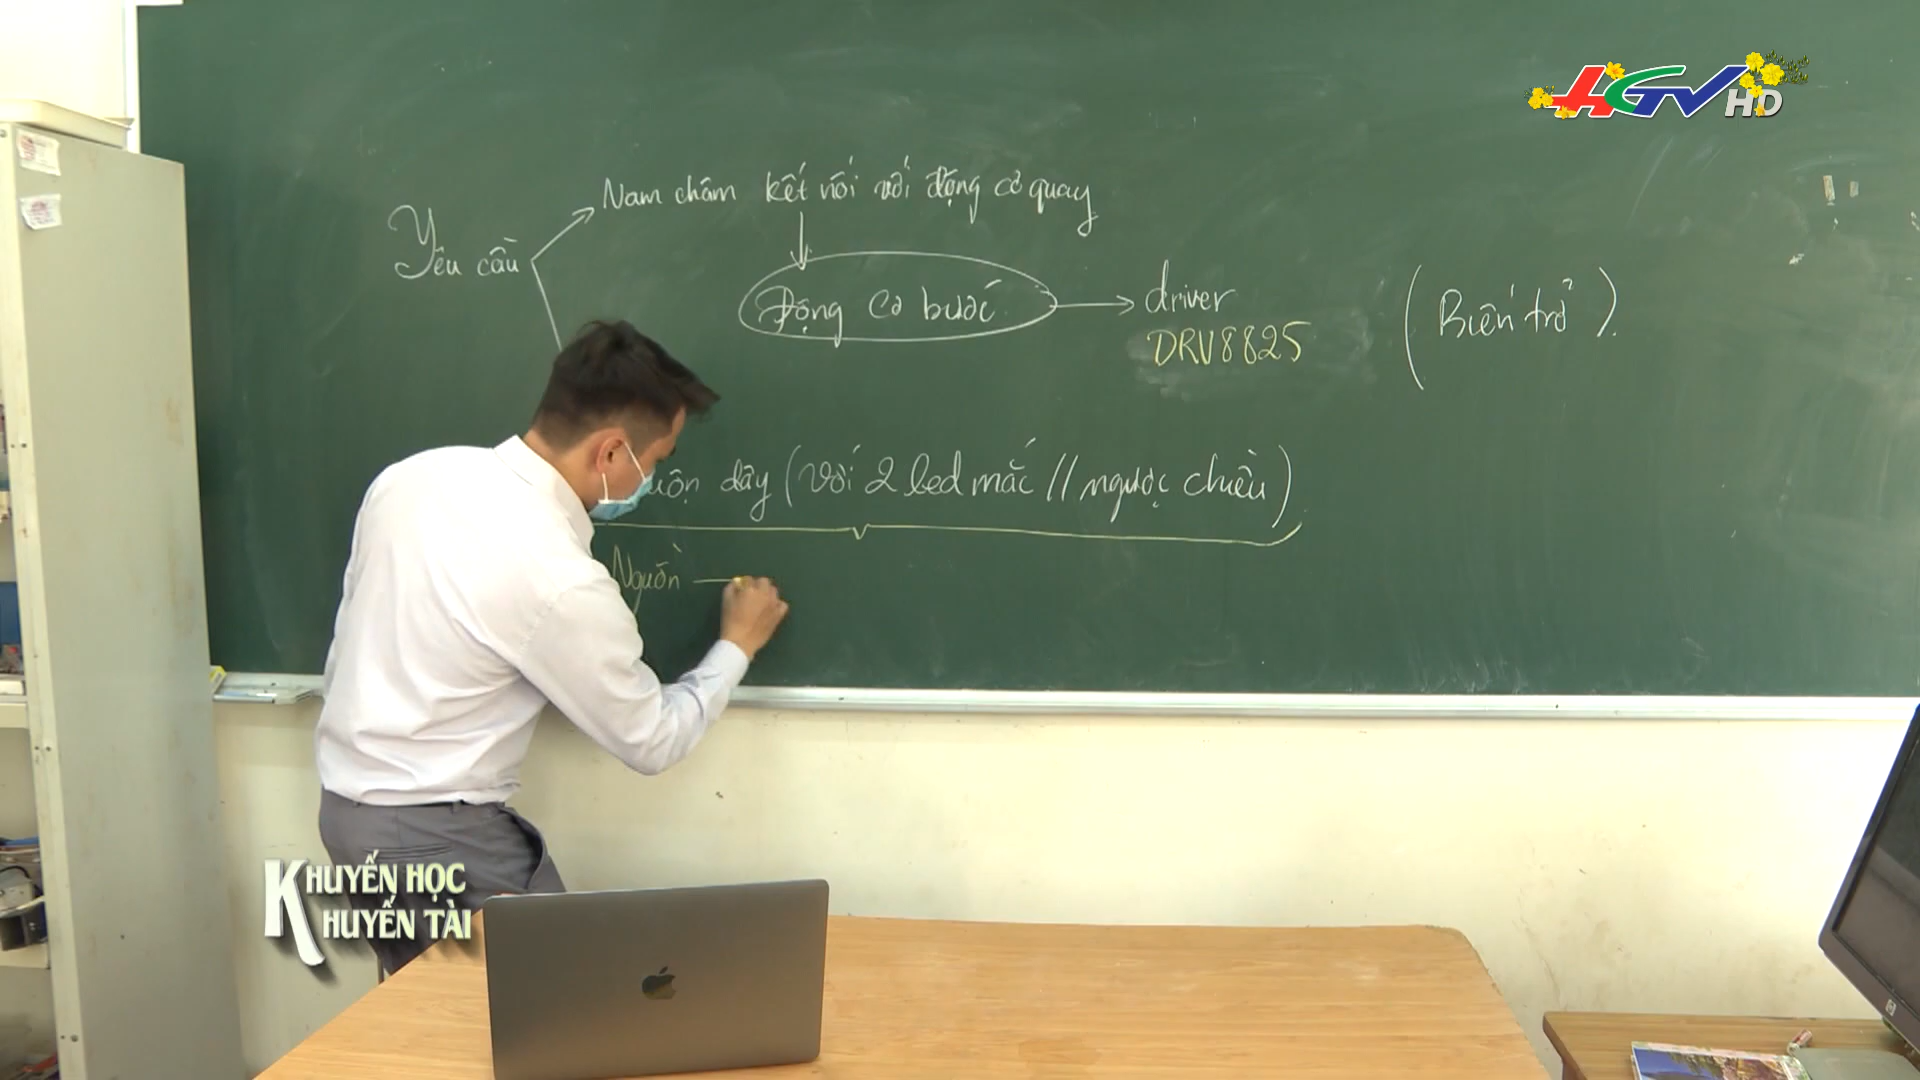 HGTV HD
Nam châm kết nối với động cơ quay
Yêu cầu
Động cơ bước
driver
DRV8825
(Biến trở).
dây (với 2 led mắc // ngược chiều)
Nguồn
KHUYẾN HỌC
KHUYẾN TÀI